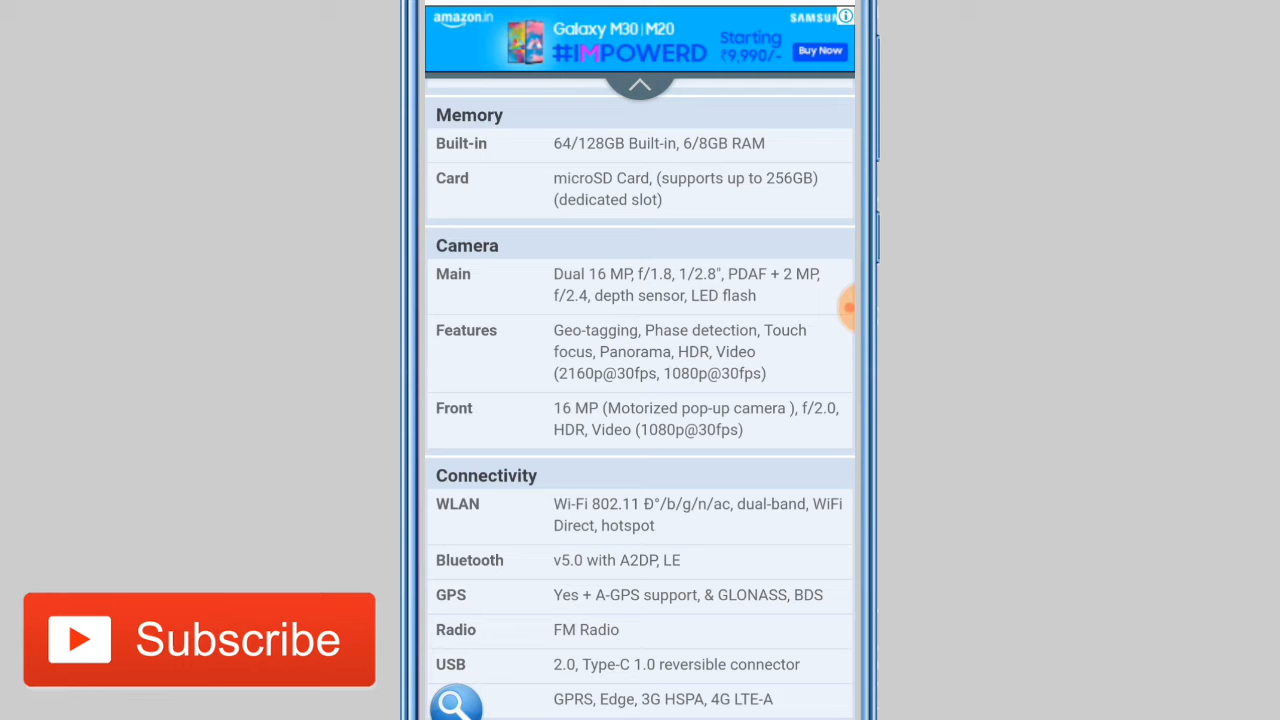 amazon.in
Galaxy M30 | M20
#IMPOWERD
Starting
₹9,990/-
SAMSU
Buy Now
Memory
Built-in 64/128GB Built-in, 6/8GB RAM
Card microSD Card, (supports up to 256GB)
(dedicated slot)
Camera
Main Dual 16 MP, f/1.8, 1/2.8", PDAF + 2 MP,
f/2.4, depth sensor, LED flash
Features Geo-tagging, Phase detection, Touch
focus, Panorama, HDR, Video
(2160p@30fps, 1080p@30fps)
Front 16 MP (Motorized pop-up camera ), f/2.0,
HDR, Video (1080p@30fps)
Connectivity
WLAN Wi-Fi 802.11 Ð°/b/g/n/ac, dual-band, WiFi
Direct, hotspot
Bluetooth v5.0 with A2DP, LE
GPS Yes + A-GPS support, & GLONASS, BDS
Radio FM Radio
USB 2.0, Type-C 1.0 reversible connector
GPRS, Edge, 3G HSPA, 4G LTE-A
Subscribe